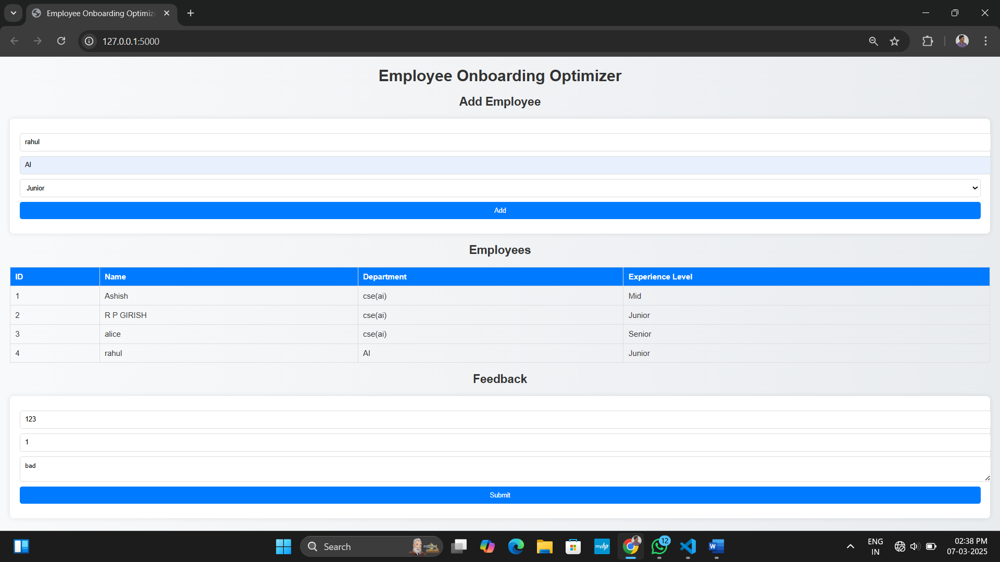 Employee Onboarding Optimiz
127.0.0.1:5000
Employee Onboarding Optimizer
Add Employee
rahul
AI
Junior
Add
Employees
ID Name Department Experience Level
1 Ashish cse(ai) Mid
2 R P GIRISH cse(ai) Junior
3 alice cse(ai) Senior
4 rahul AI Junior
Feedback
123
1
bad
Submit
Search
myhp
12
W
ENG
IN
02:38 PM
07-03-2025